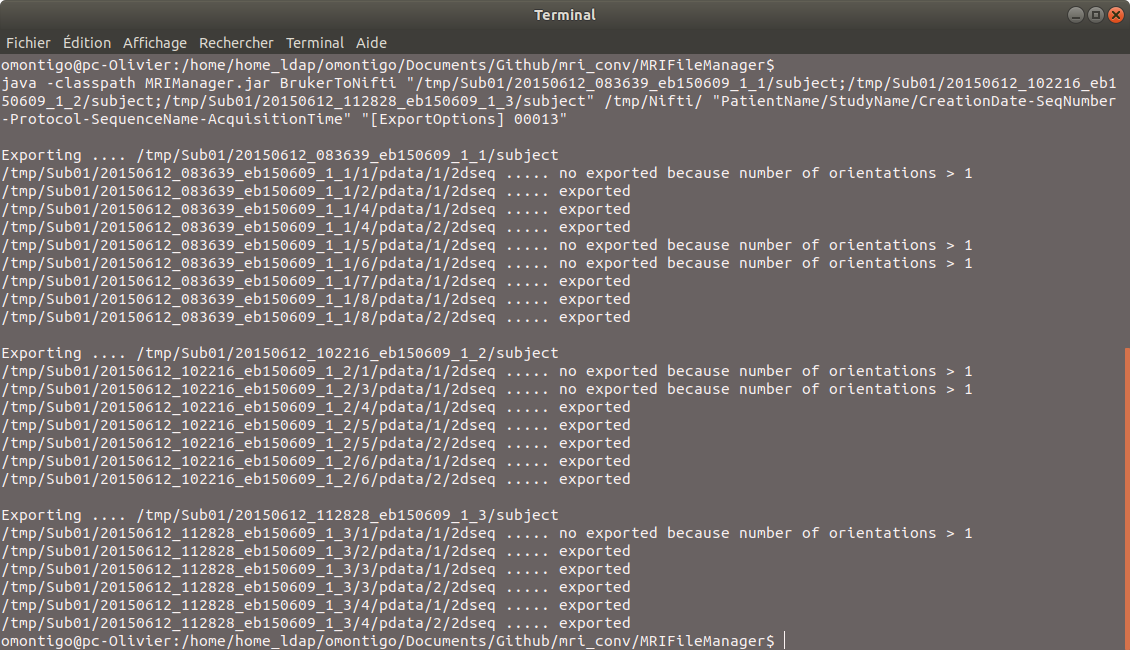 Terminal
Fichier Édition Affichage Rechercher Terminal Aide
omontigo@pc-Olivier:/home/home_ldap/omontigo/Documents/Github/mri_conv/MRIFileManager$
java -classpath MRIManager.jar BrukerToNifti "/tmp/Sub01/20150612_083639_eb150609_1_1/subject;/tmp/Sub01/20150612_102216_eb1
50609_1_2/subject;/tmp/Sub01/20150612_112828_eb150609_1_3/subject" /tmp/Nifti/ "PatientName/StudyName/CreationDate-SeqNumber
-Protocol-SequenceName-AcquisitionTime" "[ExportOptions] 00013"
Exporting .... /tmp/Sub01/20150612_083639_eb150609_1_1/subject
/tmp/Sub01/20150612_083639_eb150609_1_1/1/pdata/1/2dseq ..... no exported because number of orientations > 1
/tmp/Sub01/20150612_083639_eb150609_1_1/2/pdata/1/2dseq ..... exported
/tmp/Sub01/20150612_083639_eb150609_1_1/4/pdata/1/2dseq ..... exported
/tmp/Sub01/20150612_083639_eb150609_1_1/4/pdata/2/2dseq ..... exported
/tmp/Sub01/20150612_083639_eb150609_1_1/5/pdata/1/2dseq ..... no exported because number of orientations > 1
/tmp/Sub01/20150612_083639_eb150609_1_1/6/pdata/1/2dseq ..... no exported because number of orientations > 1
/tmp/Sub01/20150612_083639_eb150609_1_1/7/pdata/1/2dseq ..... exported
/tmp/Sub01/20150612_083639_eb150609_1_1/8/pdata/1/2dseq ..... exported
/tmp/Sub01/20150612_083639_eb150609_1_1/8/pdata/2/2dseq ..... exported
Exporting .... /tmp/Sub01/20150612_102216_eb150609_1_2/subject
/tmp/Sub01/20150612_102216_eb150609_1_2/1/pdata/1/2dseq ..... no exported because number of orientations > 1
/tmp/Sub01/20150612_102216_eb150609_1_2/3/pdata/1/2dseq ..... no exported because number of orientations > 1
/tmp/Sub01/20150612_102216_eb150609_1_2/4/pdata/1/2dseq ..... exported
/tmp/Sub01/20150612_102216_eb150609_1_2/5/pdata/1/2dseq ..... exported
/tmp/Sub01/20150612_102216_eb150609_1_2/5/pdata/2/2dseq ..... exported
/tmp/Sub01/20150612_102216_eb150609_1_2/6/pdata/1/2dseq ..... exported
/tmp/Sub01/20150612_102216_eb150609_1_2/6/pdata/2/2dseq ..... exported
Exporting .... /tmp/Sub01/20150612_112828_eb150609_1_3/subject
/tmp/Sub01/20150612_112828_eb150609_1_3/1/pdata/1/2dseq ..... no exported because number of orientations > 1
/tmp/Sub01/20150612_112828_eb150609_1_3/2/pdata/1/2dseq ..... exported
/tmp/Sub01/20150612_112828_eb150609_1_3/3/pdata/1/2dseq ..... exported
/tmp/Sub01/20150612_112828_eb150609_1_3/3/pdata/2/2dseq ..... exported
/tmp/Sub01/20150612_112828_eb150609_1_3/4/pdata/1/2dseq ..... exported
/tmp/Sub01/20150612_112828_eb150609_1_3/4/pdata/2/2dseq ..... exported
omontigo@pc-Olivier:/home/home_ldap/omontigo/Documents/Github/mri_conv/MRIFileManager$